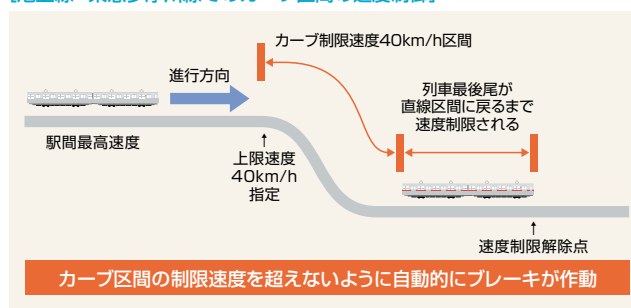 カーブ制限速度40km/h区間
進行方向
列車最後尾が
直線区間に戻るまで
速度制限される
駅間最高速度
↑
上限速度
40km/h
指定
↑
速度制限解除点
カーブ区間の制限速度を超えないように自動的にブレーキが作動